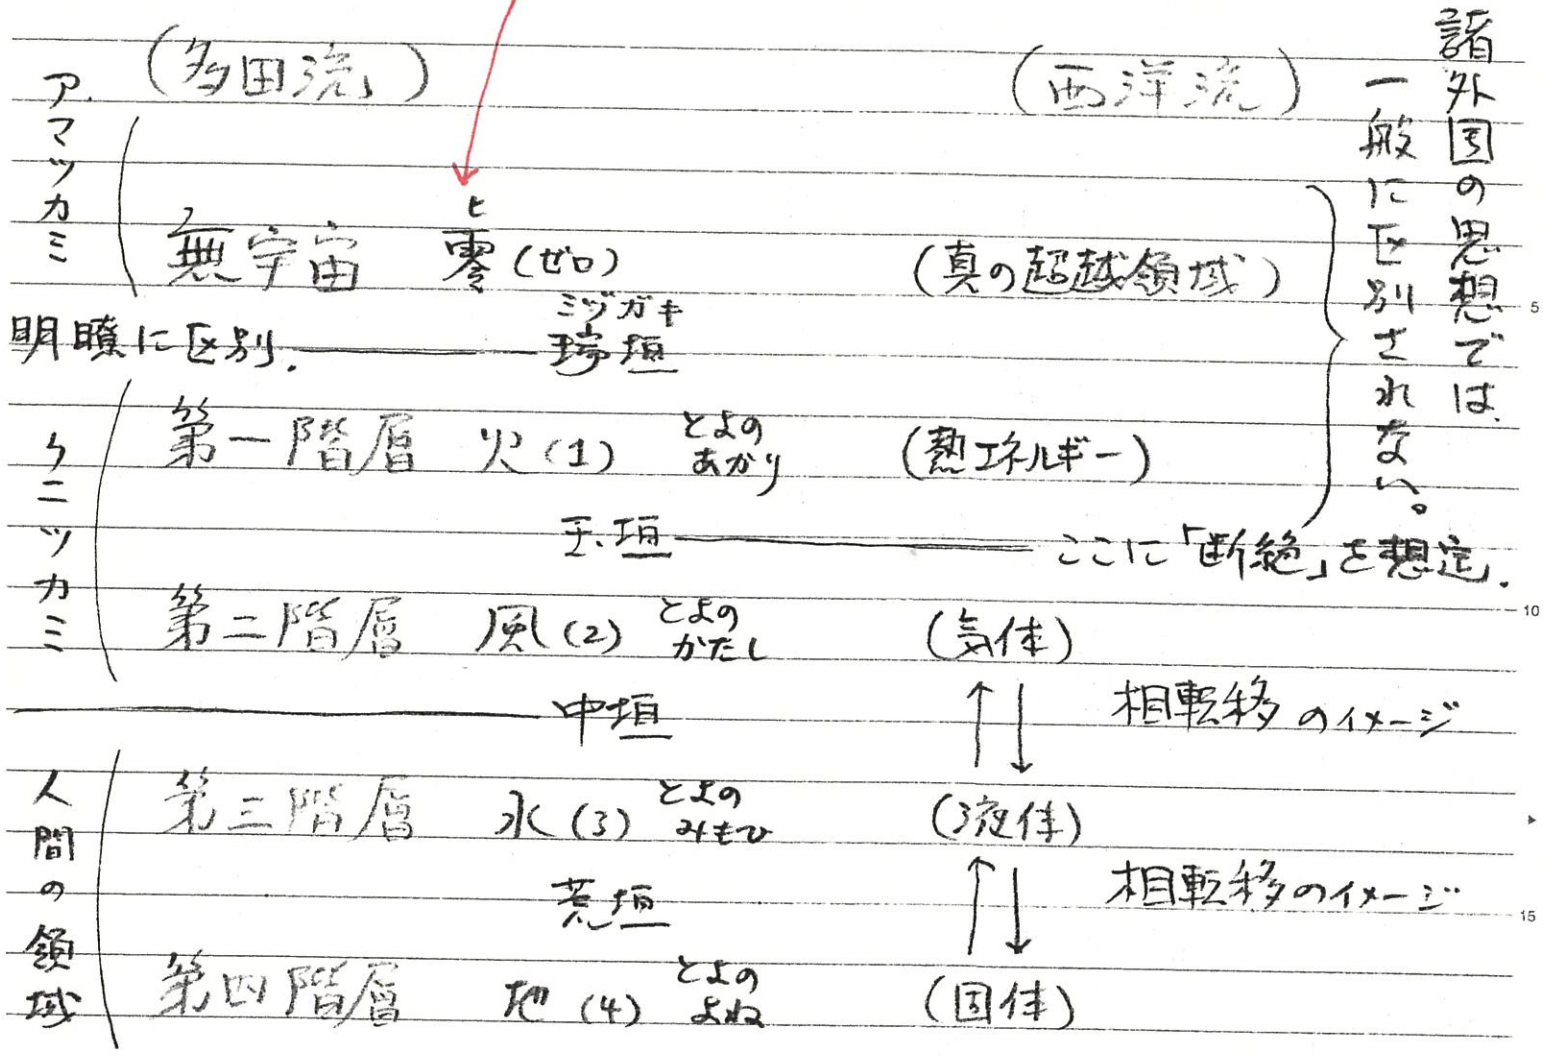 諸外国の思想では、
一般に区別されない。
(多田流)
(西洋流)
アマツカミ
ム ヒ
無宇宙 零(ゼロ) (真の超越領域)
ミヅガキ
明瞭に区別。 瑞垣
クニツカミ
第一階層 火(1) とよの あかり (熱エネルギー)
玉垣 ここに「断絶」を想定。
第二階層 風(2) とよの かたし (気体)
中垣
↑↓ 相転移のイメージ
人間の領域
第三階層 水(3) とよの みもひ (液体)
荒垣
↑↓ 相転移のイメージ
第四階層 地(4) とよの よね (固体)
5
10
15